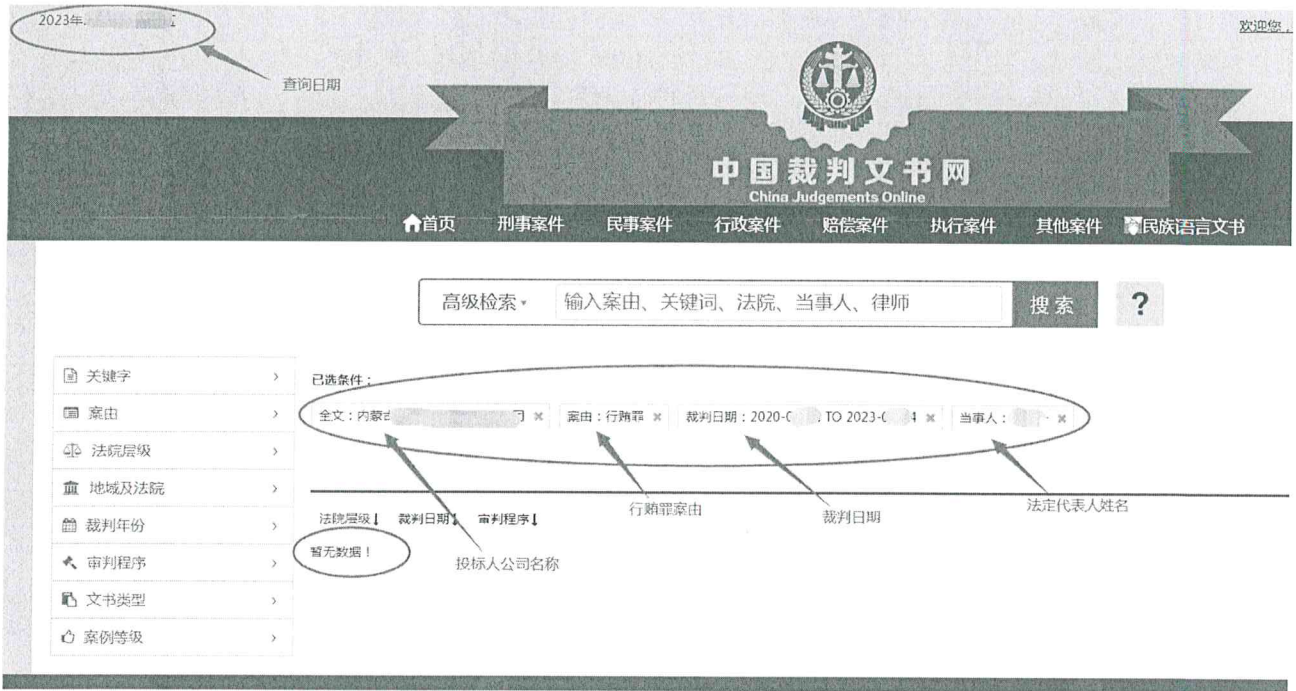 2023年
欢迎您，
查询日期
中国裁判文书网
China Judgements Online
首页 刑事案件 民事案件 行政案件 赔偿案件 执行案件 其他案件 民族语言文书
高级检索 输入案由、关键词、法院、当事人、律师 搜索 ?
关键字
案由
法院层级
地域及法院
裁判年份
审判程序
文书类型
案例等级
已选条件：
全文：内蒙古 司 × 案由：行贿罪 × 裁判日期：2020-0 TO 2023-0 4 × 当事人： ×
行贿罪案由
裁判日期
法定代表人姓名
法院层级 裁判日期 审判程序
暂无数据！
投标人公司名称